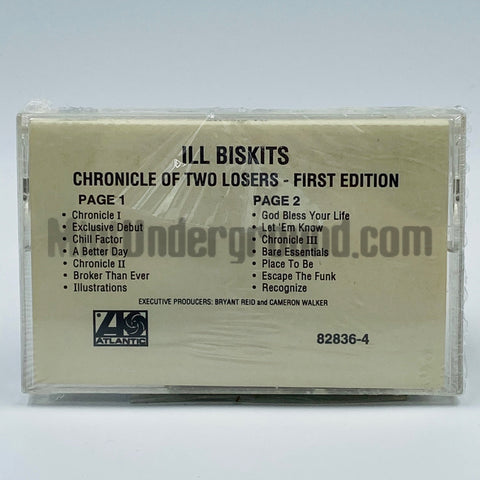 ILL BISKITS
CHRONICLE OF TWO LOSERS - FIRST EDITION
PAGE 1
• Chronicle I
• Exclusive Debut
• Chill Factor
• A Better Day
• Chronicle II
• Broker Than Ever
• Illustrations
PAGE 2
• God Bless Your Life
• Let 'Em Know
• Chronicle III
• Bare Essentials
• Place To Be
• Escape The Funk
• Recognize
EXECUTIVE PRODUCERS: BRYANT REID and CAMERON WALKER
ATLANTIC
82836-4